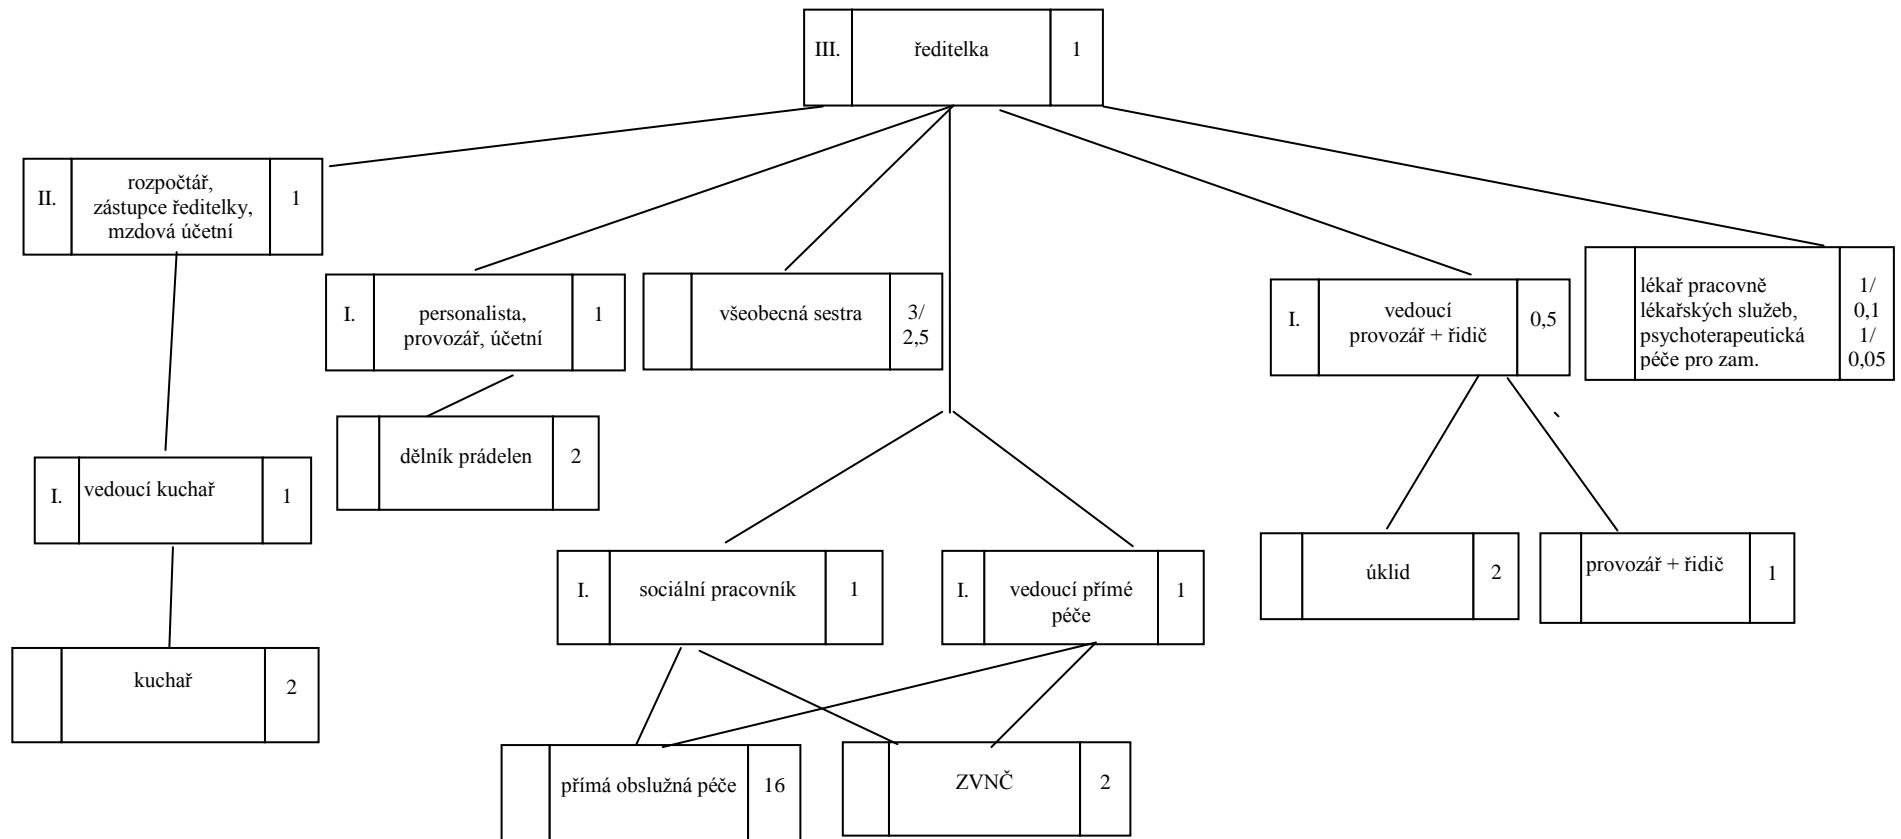 III.
ředitelka
1
II.
rozpočtář,
zástupce ředitelky,
mzdová účetní
1
I.
personalista,
provozář, účetní
1
všeobecná sestra
3/
2,5
I.
vedoucí
provozář + řidič
0,5
lékař pracovně
lékařských služeb,
psychoterapeutická
péče pro zam.
1/
0,1
1/
0,05
dělník prádelen
2
I.
vedoucí kuchař
1
I.
sociální pracovník
1
I.
vedoucí přímé
péče
1
úklid
2
provozář + řidič
1
kuchař
2
přímá obslužná péče
16
ZVNČ
2